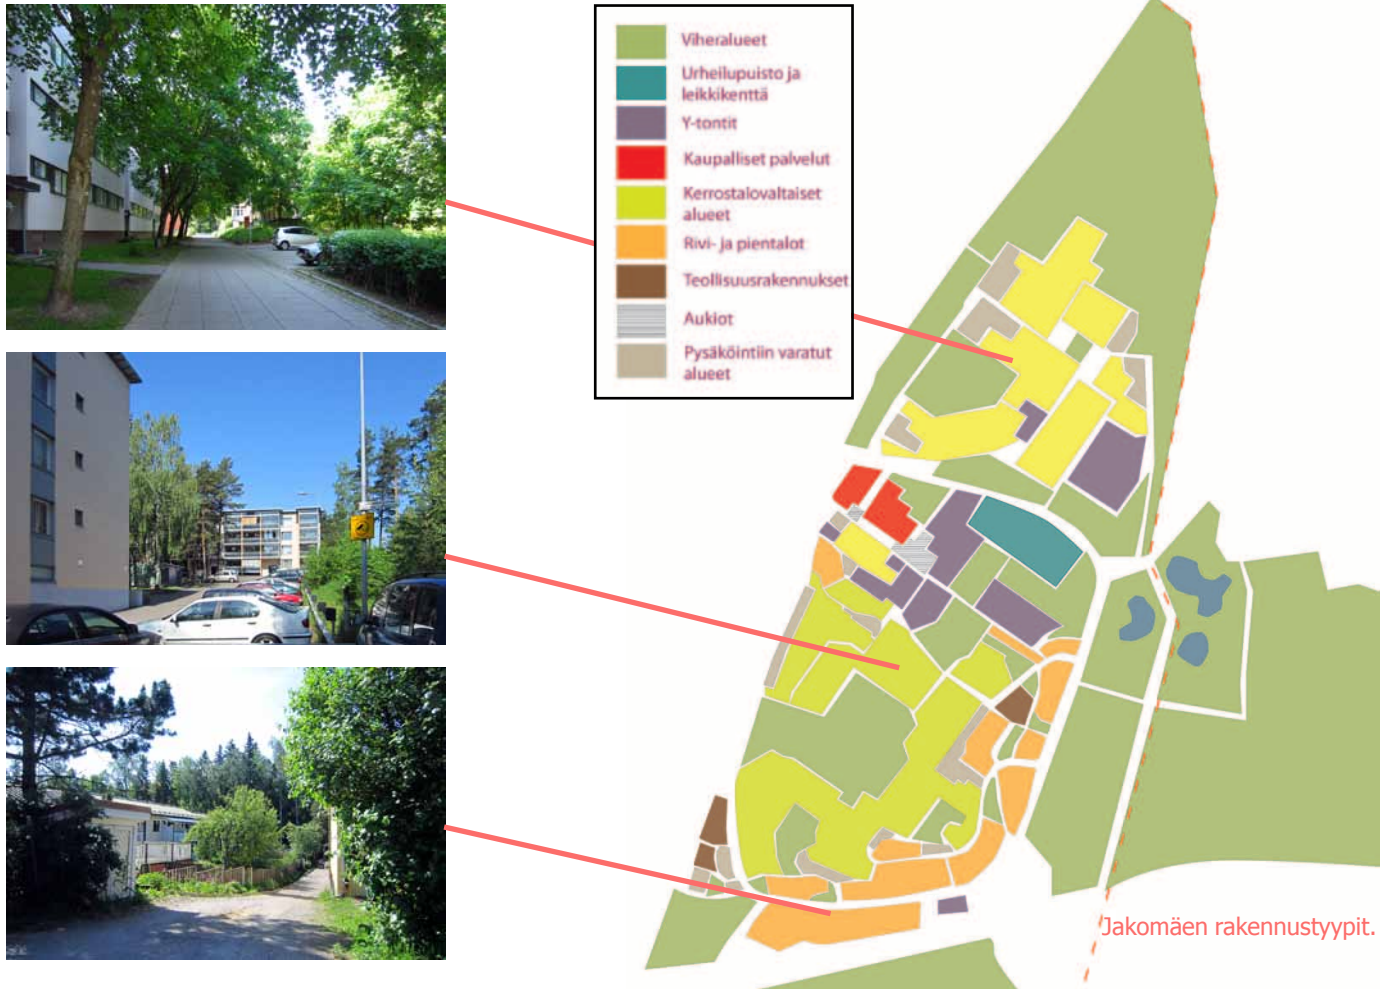 Viheralueet
Urheilupuisto ja
leikkikenttä
Y-tontit
Kaupalliset palvelut
Kerrostalovaltaiset
alueet
Rivi- ja pientalot
Teollisuusrakennukset
Aukiot
Pysäköintiin varatut
alueet
Jakomäen rakennustyypit.